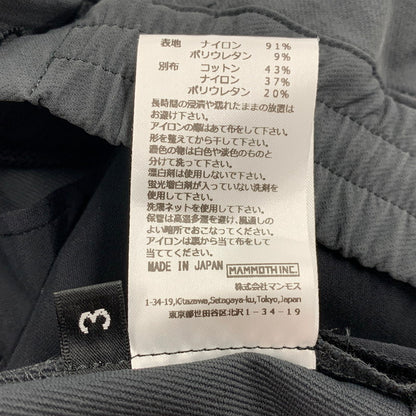 表地 ナイロン 91%
ポリウレタン 9%
別布 コットン 43%
ナイロン 37%
ポリウレタン 20%
長時間の浸漬や濡れたままの放置は
お避け下さい。
アイロンの際はあて布をして下さい。
形を整えてから干して下さい。
濃色の物は白色や淡色のものと
分けて洗って下さい。
漂白剤は使用しないで下さい。
蛍光増白剤が入っていない洗剤を
使用して下さい。
洗濯ネットを使用して下さい。
保管は高温多湿を避け、風通しの
よい暗所でおこなってください。
アイロンは裏から当て布をして
当ててください。
MADE IN JAPAN MAMMOTH INC.
株式会社マンモス
1-34-19,Kitazawa,Setagaya-ku,Tokyo,Japan
東京都世田谷区北沢1-34-19
3